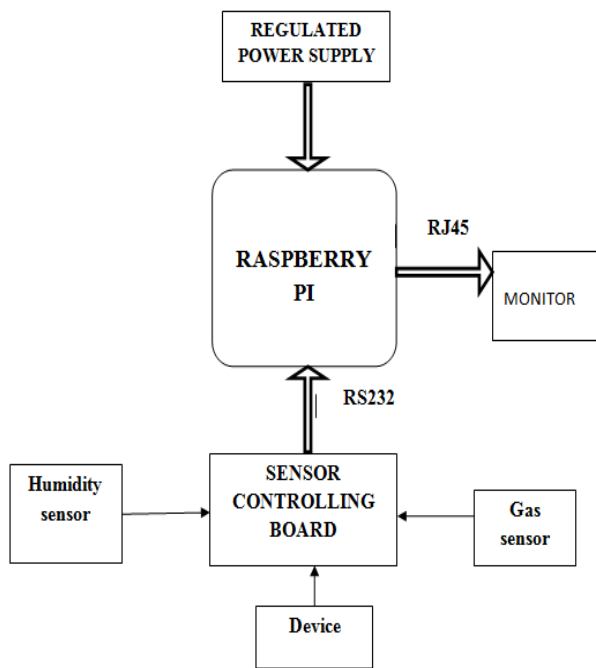 REGULATED
POWER SUPPLY
RJ45
RASPBERRY
PI
MONITOR
RS232
SENSOR
CONTROLLING
BOARD
Humidity
sensor
Gas
sensor
Device